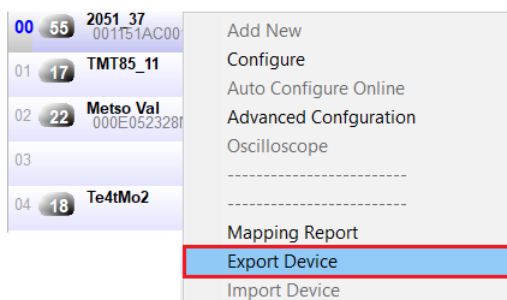 00 55 2051_37
001151AC00
01 17 TMT85_11
02 22 Metso Val
000E052328
03
04 18 Te4tMo2
Add New
Configure
Auto Configure Online
Advanced Confguration
Oscilloscope
------------------------
------------------------
Mapping Report
Export Device
Import Device